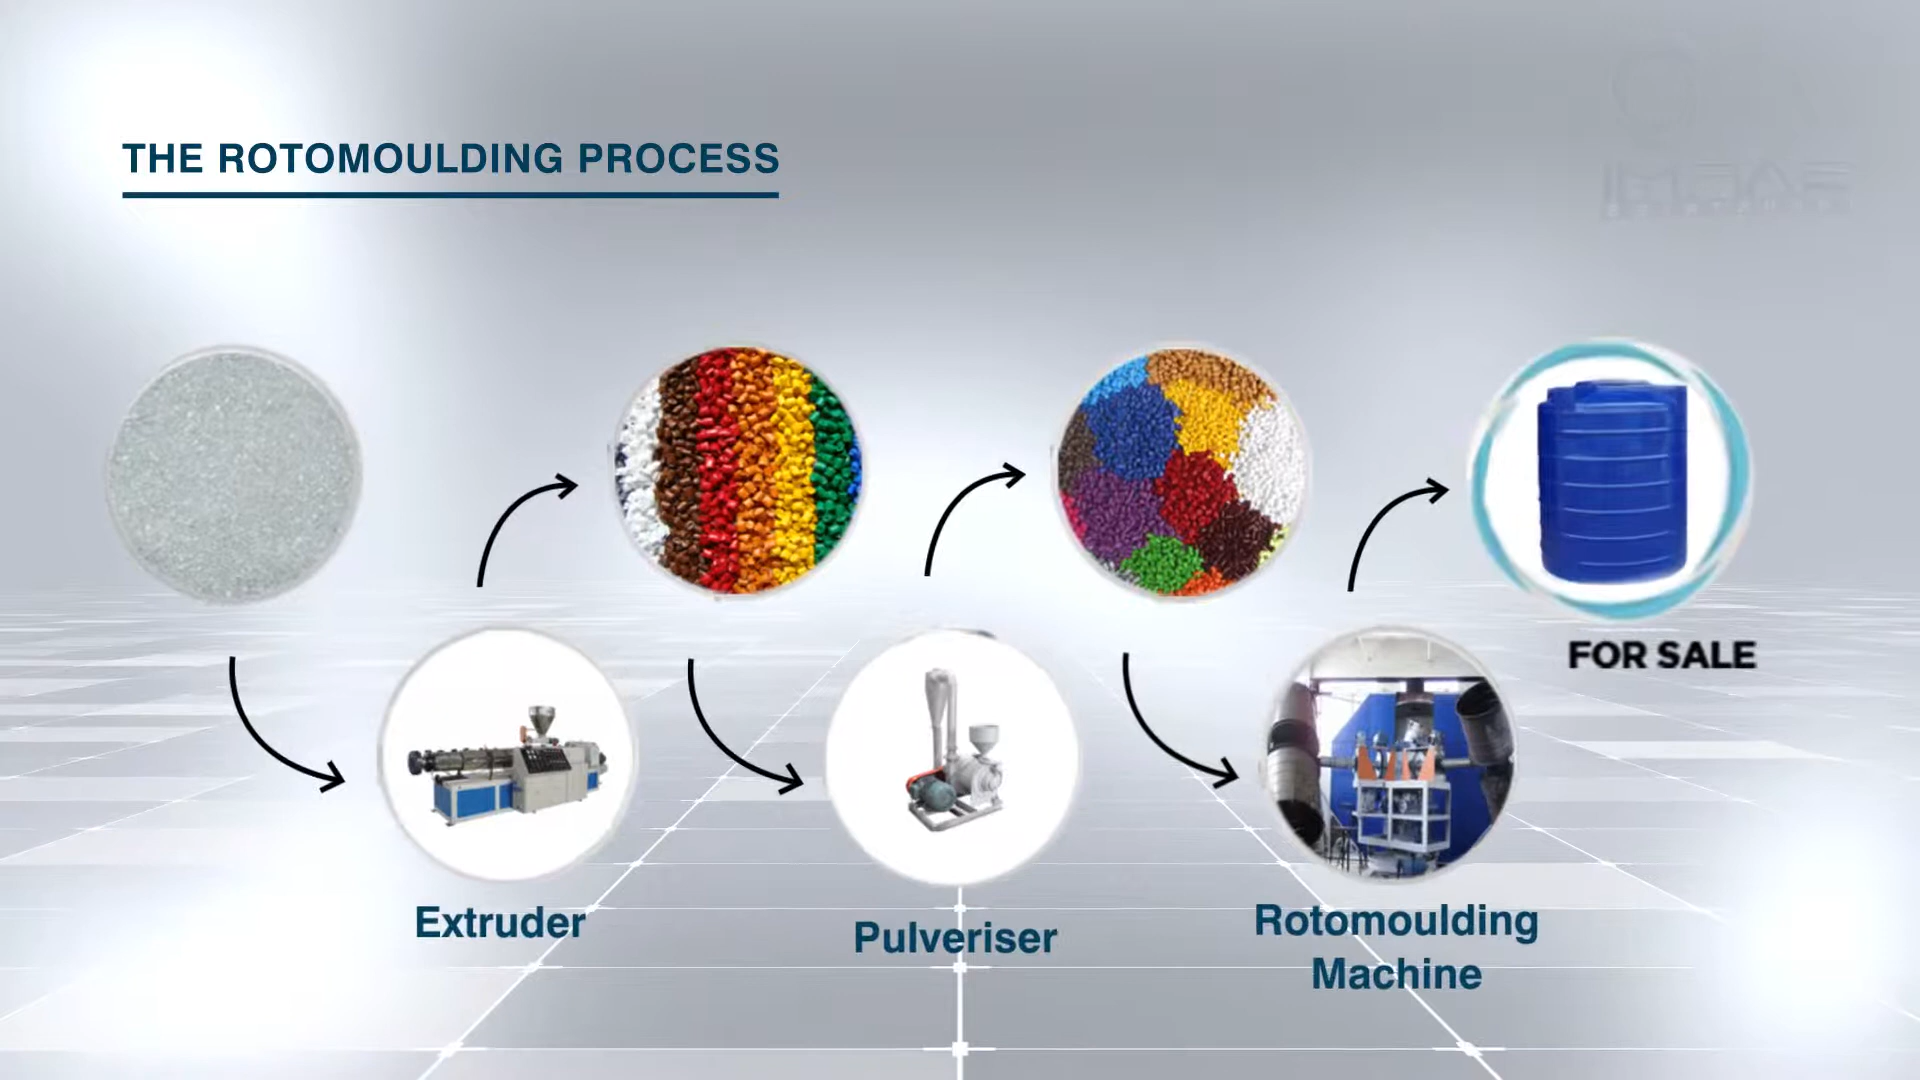 THE ROTOMOULDING PROCESS
FOR SALE
Extruder
Pulveriser
Rotomoulding
Machine